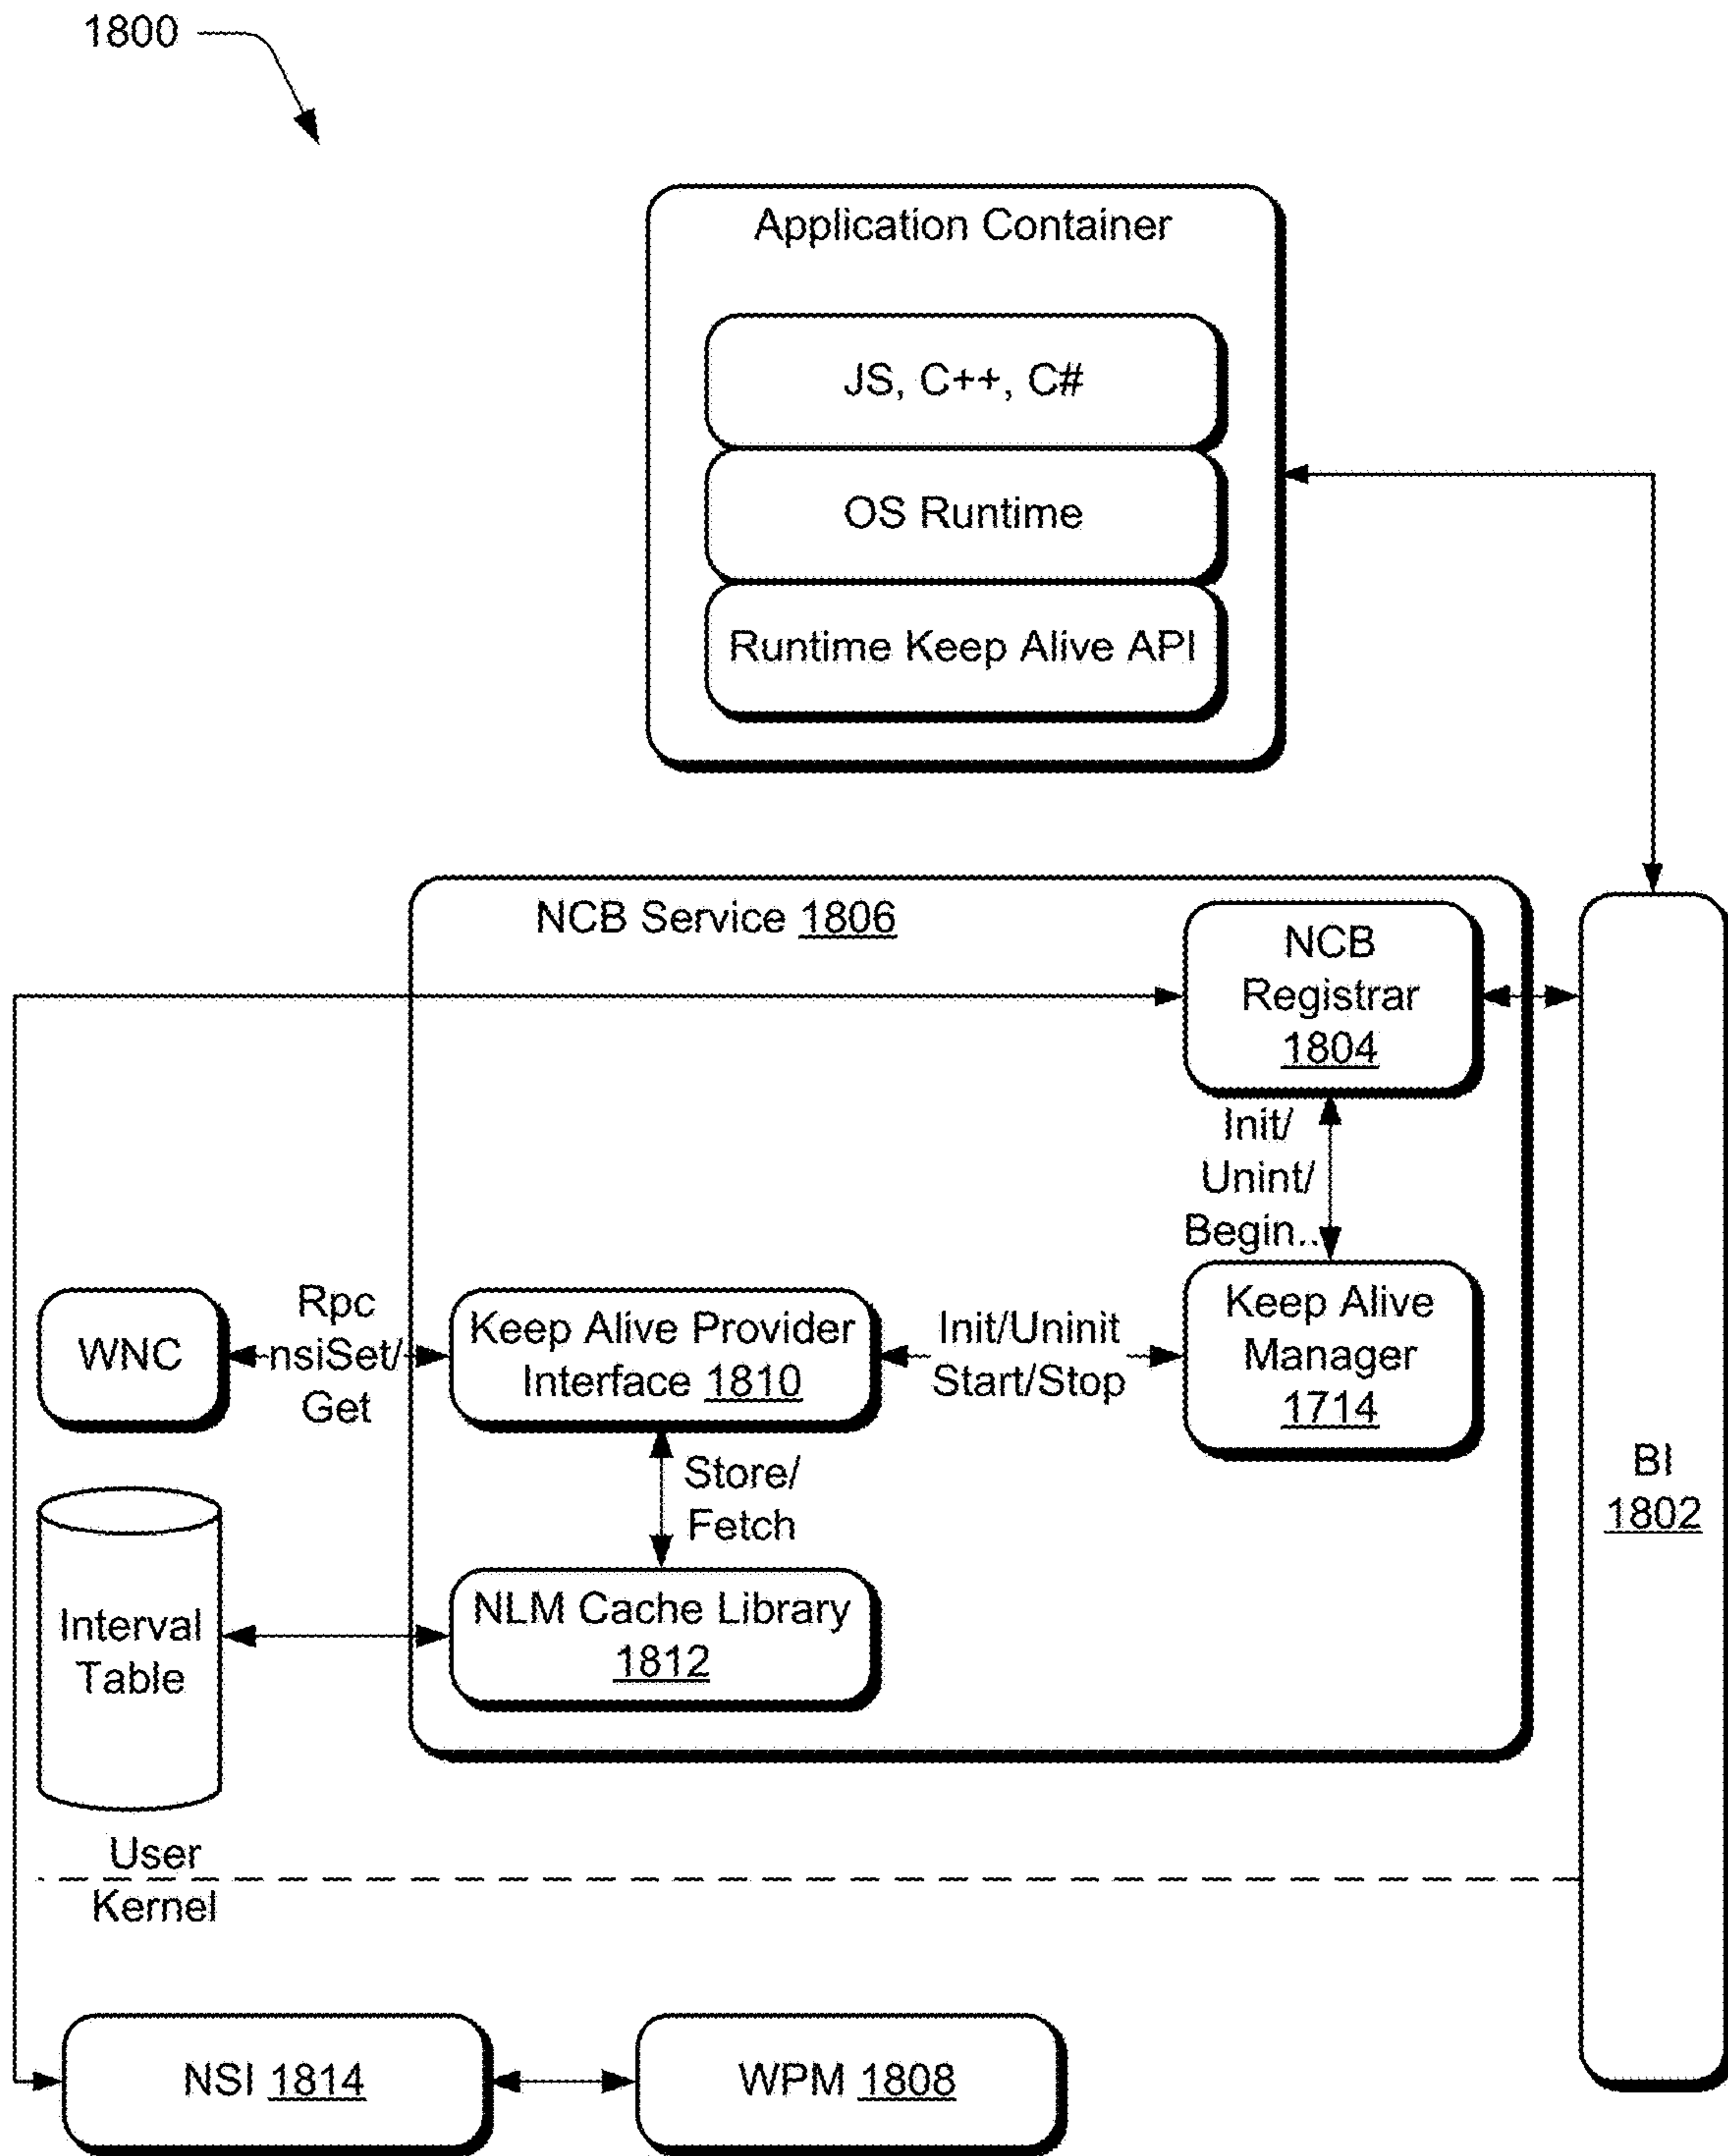 1800
Application Container
JS, C++, C#
OS Runtime
Runtime Keep Alive API
NCB Service 1806
NCB
Registrar
1804
Init/
Unint/
Begin..
WNC
Rpc
nsiSet/
Get
Keep Alive Provider
Interface 1810
Init/Uninit
Start/Stop
Keep Alive
Manager
1714
BI
1802
Store/
Fetch
Interval
Table
NLM Cache Library
1812
User
Kernel
NSI 1814
WPM 1808